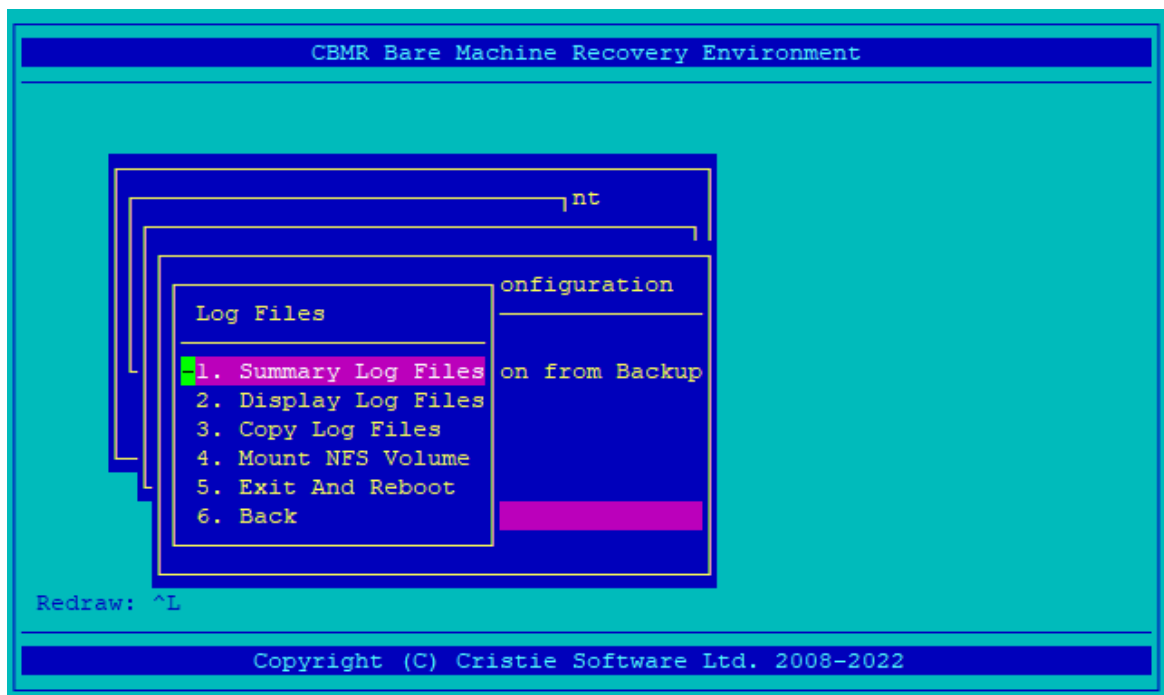 CBMR Bare Machine Recovery Environment
nt
onfiguration
Log Files
-1. Summary Log Files on from Backup
2. Display Log Files
3. Copy Log Files
4. Mount NFS Volume
5. Exit And Reboot
6. Back
Redraw: ^L
Copyright (C) Cristie Software Ltd. 2008-2022